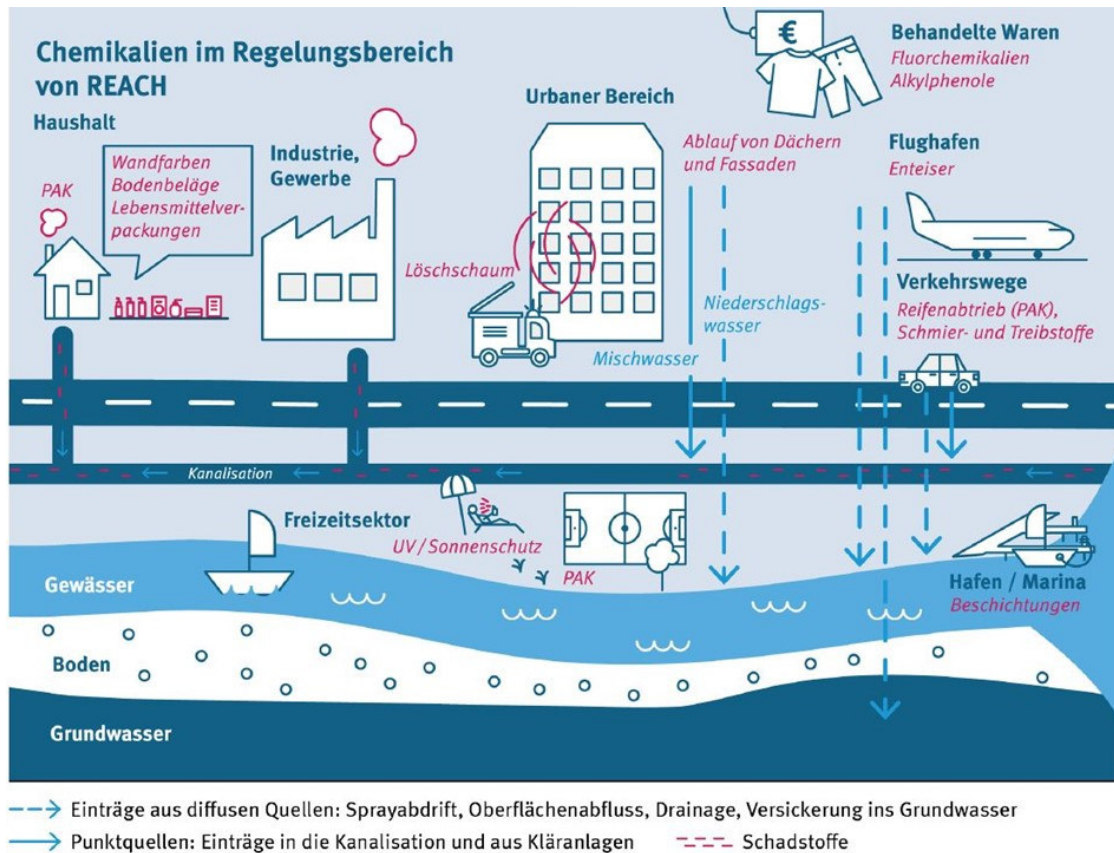 Chemikalien im Regelungsbereich
von REACH
Haushalt
PAK
Wandfarben
Bodenbeläge
Lebensmittelver-
packungen
Industrie,
Gewerbe
Urbaner Bereich
Löschschaum
€
Behandelte Waren
Fluorchemikalien
Alkylphenole
Ablauf von Dächern
und Fassaden
Flughafen
Enteiser
Niederschlags-
wasser
Mischwasser
Verkehrswege
Reifenabtrieb (PAK),
Schmier- und Treibstoffe
Kanalisation
Freizeitsektor
UV / Sonnenschutz
PAK
Hafen / Marina
Beschichtungen
Gewässer
Boden
Grundwasser
Einträge aus diffusen Quellen: Sprayabdrift, Oberflächenabfluss, Drainage, Versickerung ins Grundwasser
Punktquellen: Einträge in die Kanalisation und aus Kläranlagen
Schadstoffe